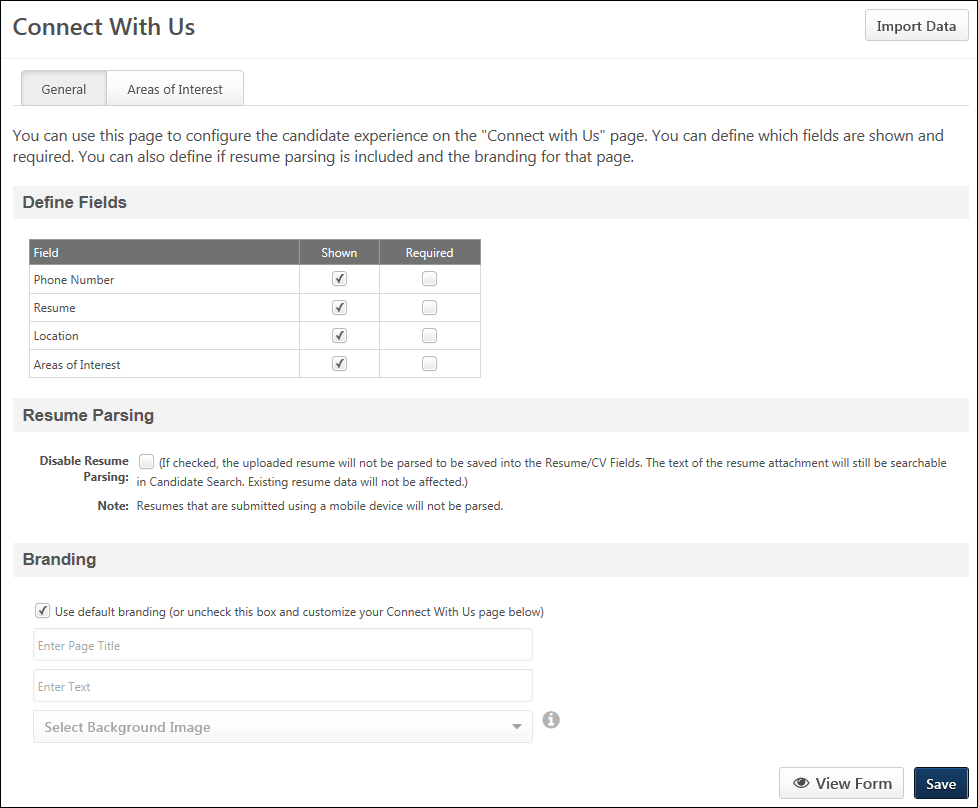 Connect With Us
Import Data
General
Areas of Interest
You can use this page to configure the candidate experience on the "Connect with Us" page. You can define which fields are shown and
required. You can also define if resume parsing is included and the branding for that page.
Define Fields
Field Shown Required
Phone Number
Resume
Location
Areas of Interest
Resume Parsing
Disable Resume Parsing: (If checked, the uploaded resume will not be parsed to be saved into the Resume/CV Fields. The text of the resume attachment will still be searchable
in Candidate Search. Existing resume data will not be affected.)
Note: Resumes that are submitted using a mobile device will not be parsed.
Branding
Use default branding (or uncheck this box and customize your Connect With Us page below)
Enter Page Title
Enter Text
Select Background Image
View Form
Save